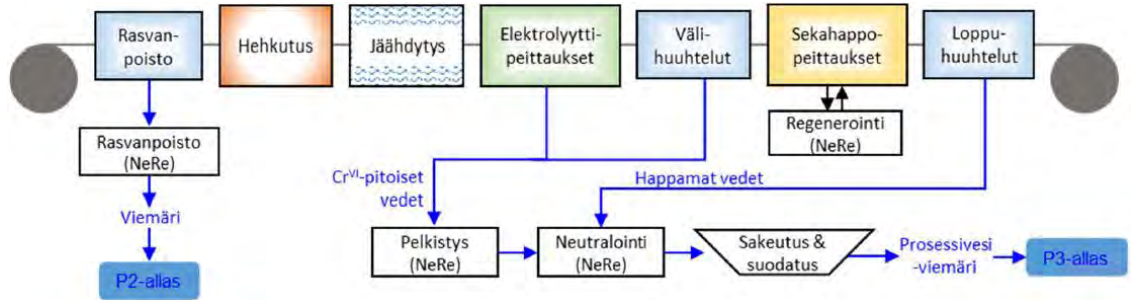 Rasvan-
poisto
Hehkutus
Jäähdytys
Elektrolyytti-
peittaukset
Väli-
huuhtelut
Sekahappo-
peittaukset
Loppu-
huuhtelut
Rasvanpoisto
(NeRe)
Regenerointi
(NeRe)
Cr^VI-pitoiset
vedet
Happamat vedet
Viemäri
Pelkistys
(NeRe)
Neutralointi
(NeRe)
Sakeutus &
suodatus
Prosessivesi
-viemäri
P2-allas
P3-allas